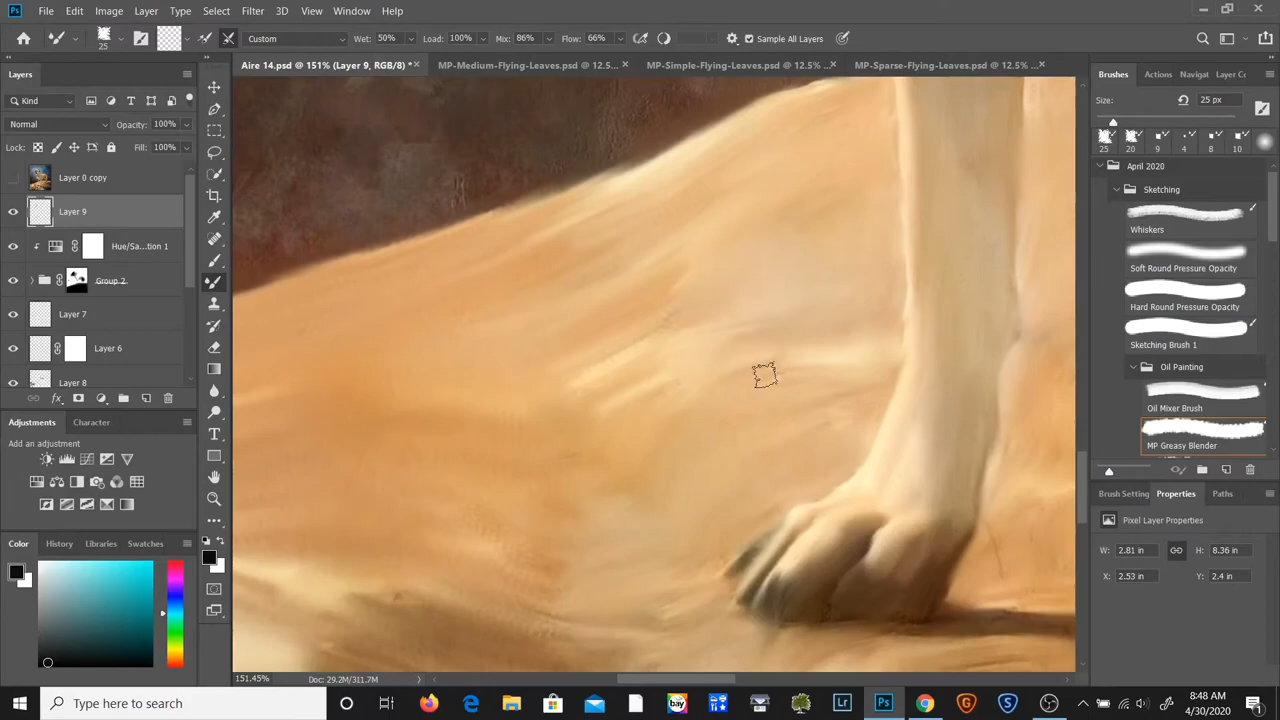 Ps File Edit Image Layer Type Select Filter 3D View Window Help
25 Custom Wet: 50% Load: 100% Mix: 86% Flow: 66% Sample All Layers
Layers
Kind
Normal Opacity: 100%
Lock: Fill: 100%
Layer 0 copy
Layer 9
Hue/Sa...tion 1
Group 2
Layer 7
Layer 6
Layer 8
fx
Adjustments Character
Add an adjustment
Color History Libraries Swatches
Aire 14.psd @ 151% (Layer 9, RGB/8) * × MP-Medium-Flying-Leaves.psd @ 12.5... × MP-Simple-Flying-Leaves.psd @ 12.5% ... × MP-Sparse-Flying-Leaves.psd @ 12.5% ... ×
151.45% Doc: 29.2M/311.7M
Brushes Actions Navigat Layer Cc
Size: 25 px
25 20 9 4 8 10
April 2020
Sketching
Whiskers
Soft Round Pressure Opacity
Hard Round Pressure Opacity
Sketching Brush 1
Oil Painting
Oil Mixer Brush
MP Greasy Blender
Brush Setting Properties Paths
Pixel Layer Properties
W: 2.81 in H: 8.36 in
X: 2.53 in Y: 2.4 in
Type here to search
bay
Lr
Ps
G
S
8:48 AM
4/30/2020